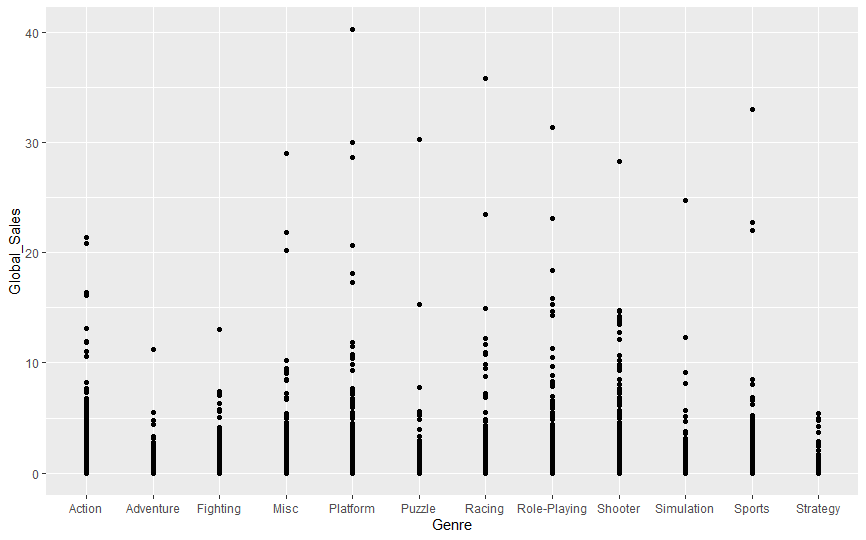 Global_Sales
40
30
20
10
0
Action Adventure Fighting Misc Platform Puzzle Racing Role-Playing Shooter Simulation Sports Strategy
Genre